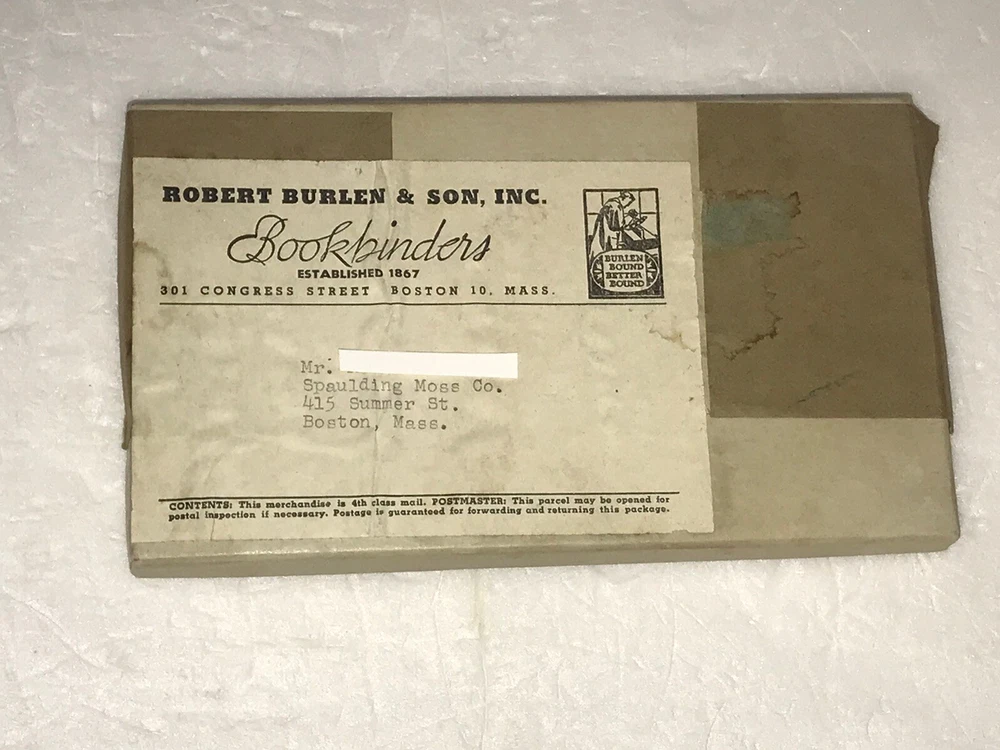 ROBERT BURLEN & SON, INC.
Bookbinders
ESTABLISHED 1867
301 CONGRESS STREET BOSTON 10, MASS.
BURLEN
BOUND
BETTER
BOUND
Mr.
Spaulding Moss Co.
415 Summer St.
Boston, Mass.
CONTENTS: This merchandise is 4th class mail. POSTMASTER: This parcel may be opened for
postal inspection if necessary. Postage is guaranteed for forwarding and returning this package.